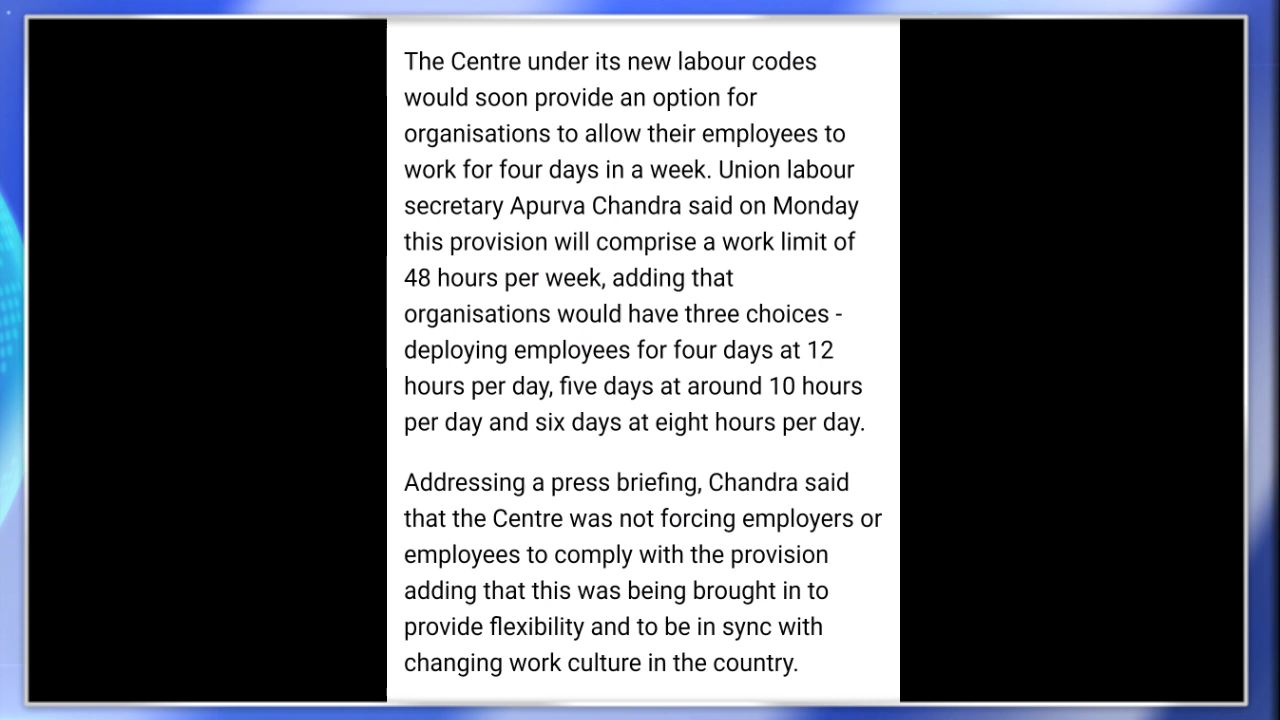 The Centre under its new labour codes
would soon provide an option for
organisations to allow their employees to
work for four days in a week. Union labour
secretary Apurva Chandra said on Monday
this provision will comprise a work limit of
48 hours per week, adding that
organisations would have three choices -
deploying employees for four days at 12
hours per day, five days at around 10 hours
per day and six days at eight hours per day.
Addressing a press briefing, Chandra said
that the Centre was not forcing employers or
employees to comply with the provision
adding that this was being brought in to
provide flexibility and to be in sync with
changing work culture in the country.